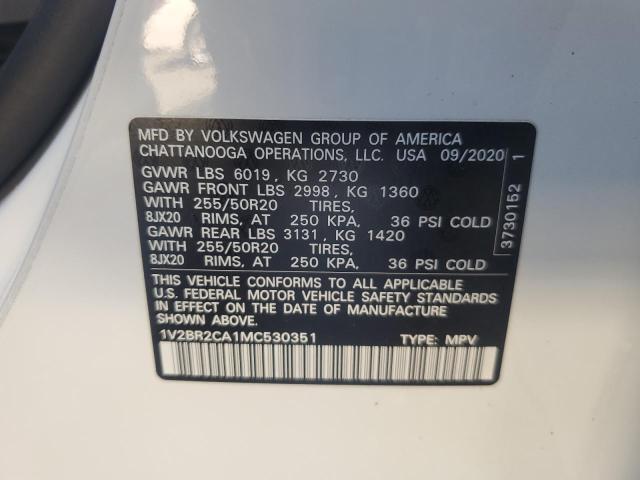 MFD BY VOLKSWAGEN GROUP OF AMERICA
CHATTANOOGA OPERATIONS, LLC. USA 09/2020
GVWR LBS 6019, KG 2730
GAWR FRONT LBS 2998, KG 1360
WITH 255/50R20 TIRES,
8JX20 RIMS, AT 250 KPA, 36 PSI COLD
GAWR REAR LBS 3131, KG 1420
WITH 255/50R20 TIRES,
8JX20 RIMS, AT 250 KPA, 36 PSI COLD
THIS VEHICLE CONFORMS TO ALL APPLICABLE
U.S. FEDERAL MOTOR VEHICLE SAFETY STANDARDS
IN EFFECT ON THE DATE OF MANUFACTURE
SHOWN ABOVE.
1V2BR2CA1MC530351 TYPE: MPV
3730152 1